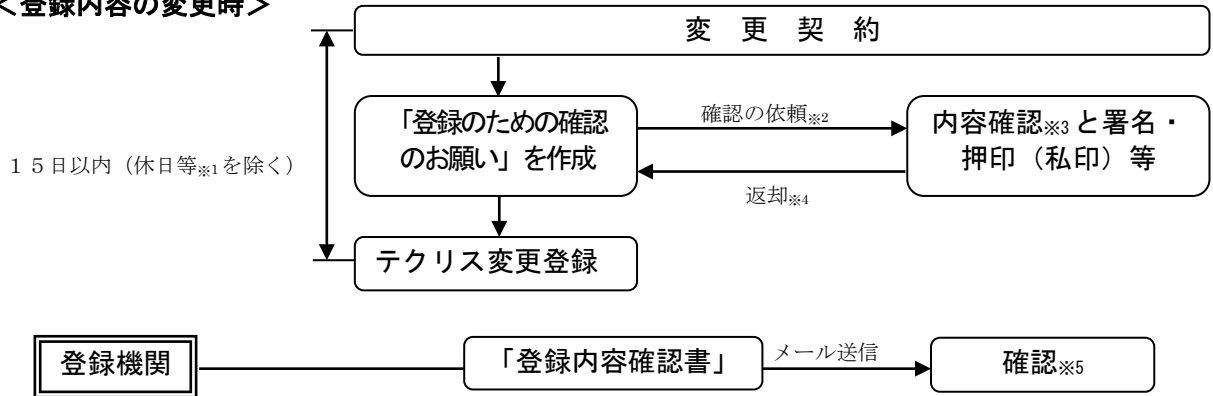 ＜登録内容の変更時＞
変　更　契　約
「登録のための確認
のお願い」を作成
確認の依頼※2
内容確認※3と署名・
押印（私印）等
１５日以内（休日等※1を除く）
返却※4
テクリス変更登録
登録機関
「登録内容確認書」
メール送信
確認※5